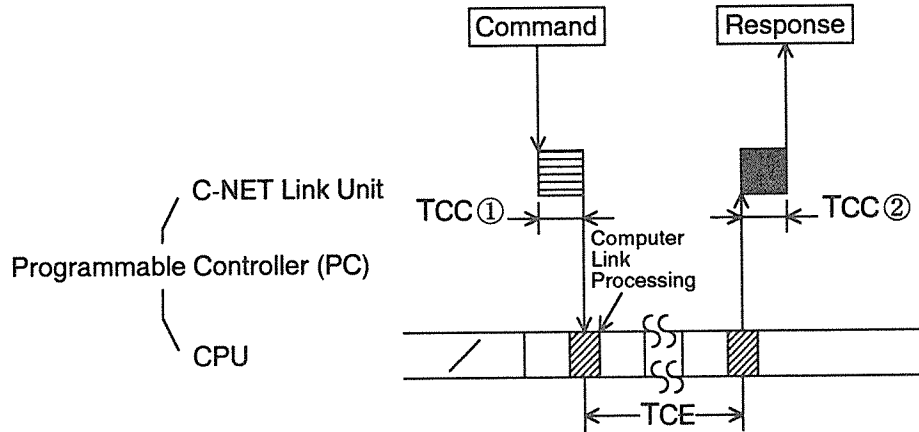 Command
Response
C-NET Link Unit
TCC①
TCC②
Computer
Link
Processing
Programmable Controller (PC)
CPU
TCE